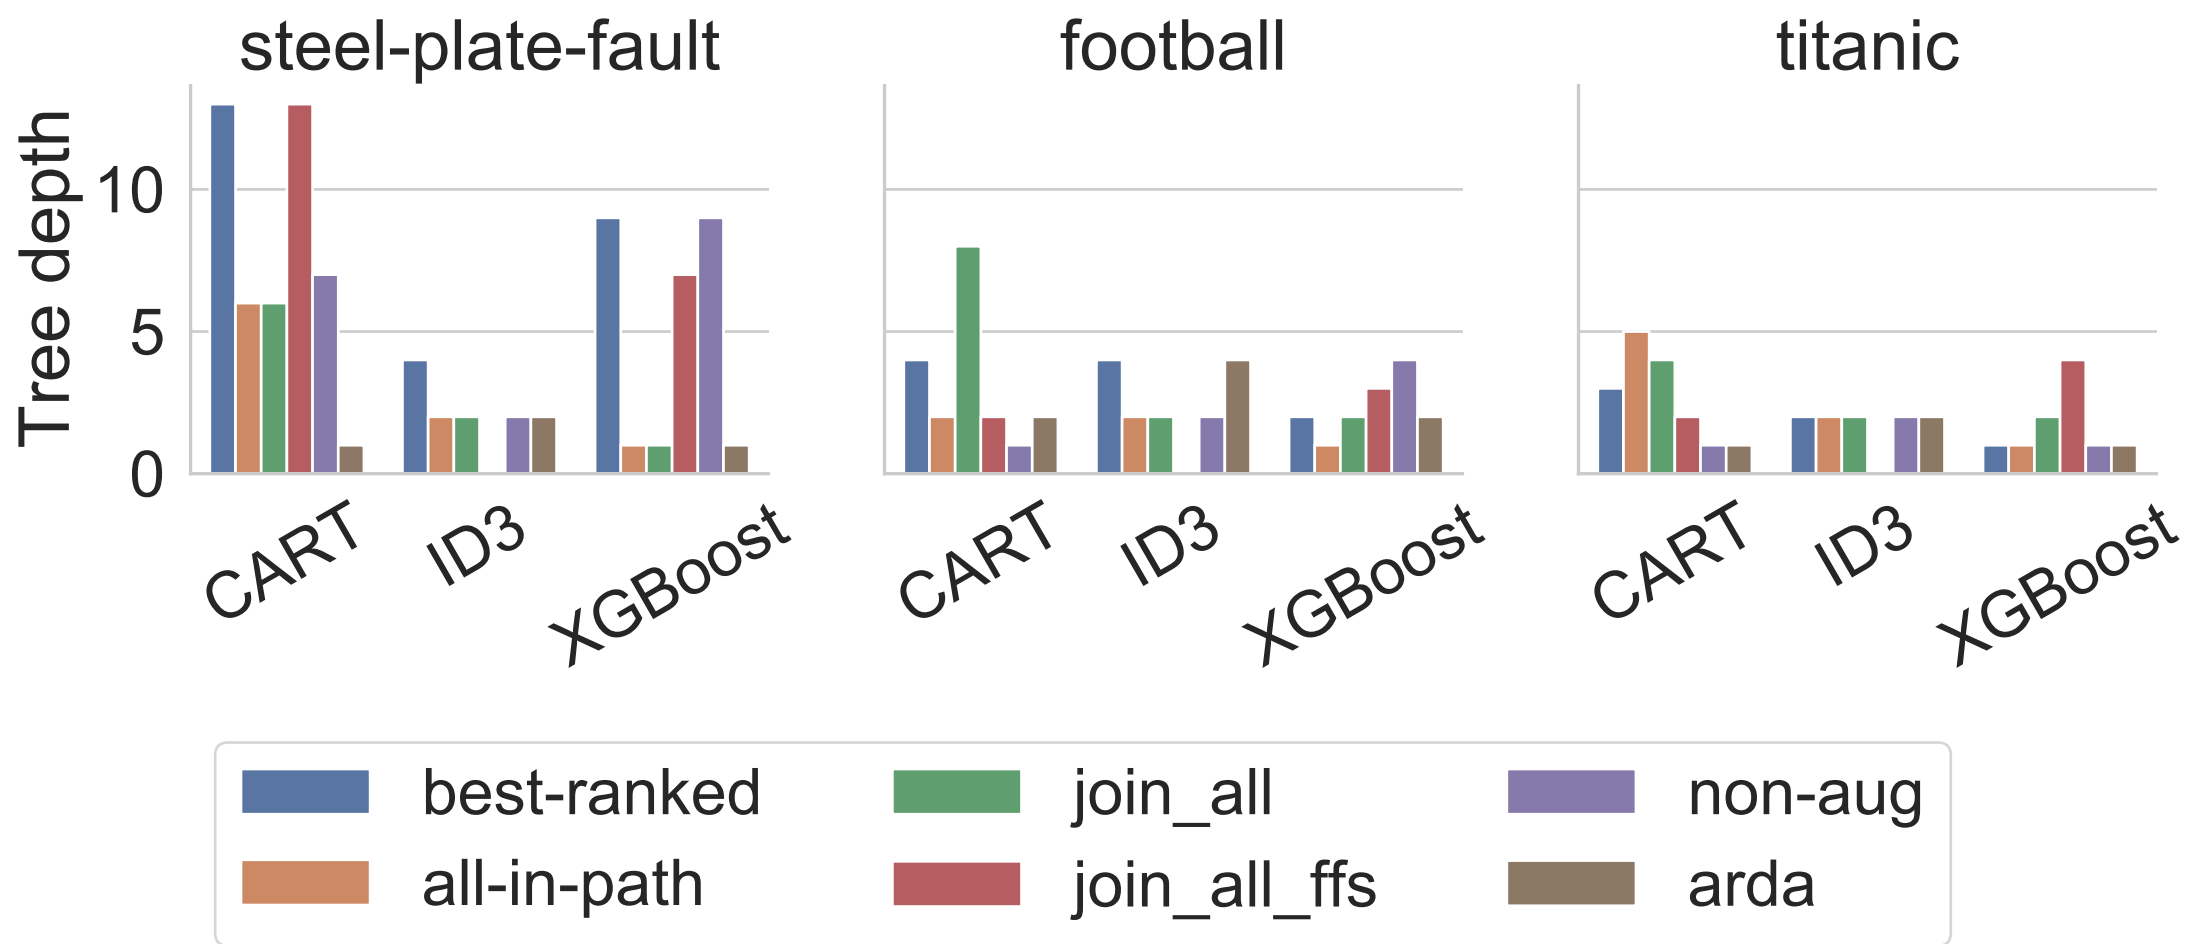 steel-plate-fault
football
titanic
Tree depth
10
5
0
CART
ID3
XGBoost
CART
ID3
XGBoost
CART
ID3
XGBoost
best-ranked
join_all
non-aug
all-in-path
join_all_ffs
arda